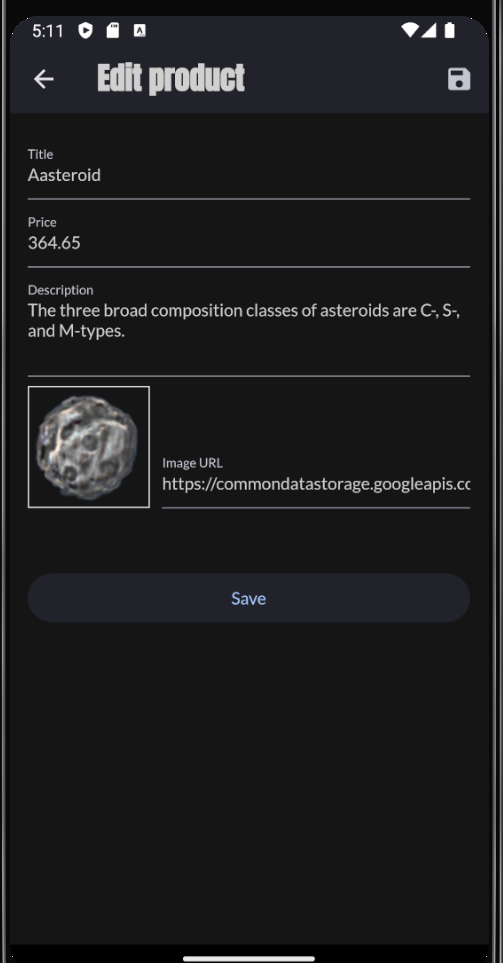 5:11
Edit product
Title
Aasteroid
Price
364.65
Description
The three broad composition classes of asteroids are C-, S-,
and M-types.
Image URL
https://commondatastorage.googleapis.cc
Save